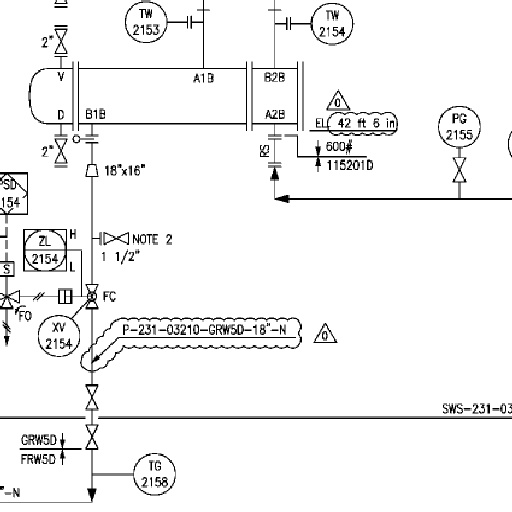 TW
2153
TW
2154
2"
V
A1B
B2B
D
B1B
A2B
0
EL 42 ft 6 in
PG
2155
2"
18"x16"
RS
600#
115201D
PSD
154
ZL
2154
H
L
NOTE 2
1 1/2"
S
FO
FC
XV
2154
P-231-03210-GRW5D-18"-N
0
SWS-231-03
GRW5D
FRW5D
TG
2158
"-N